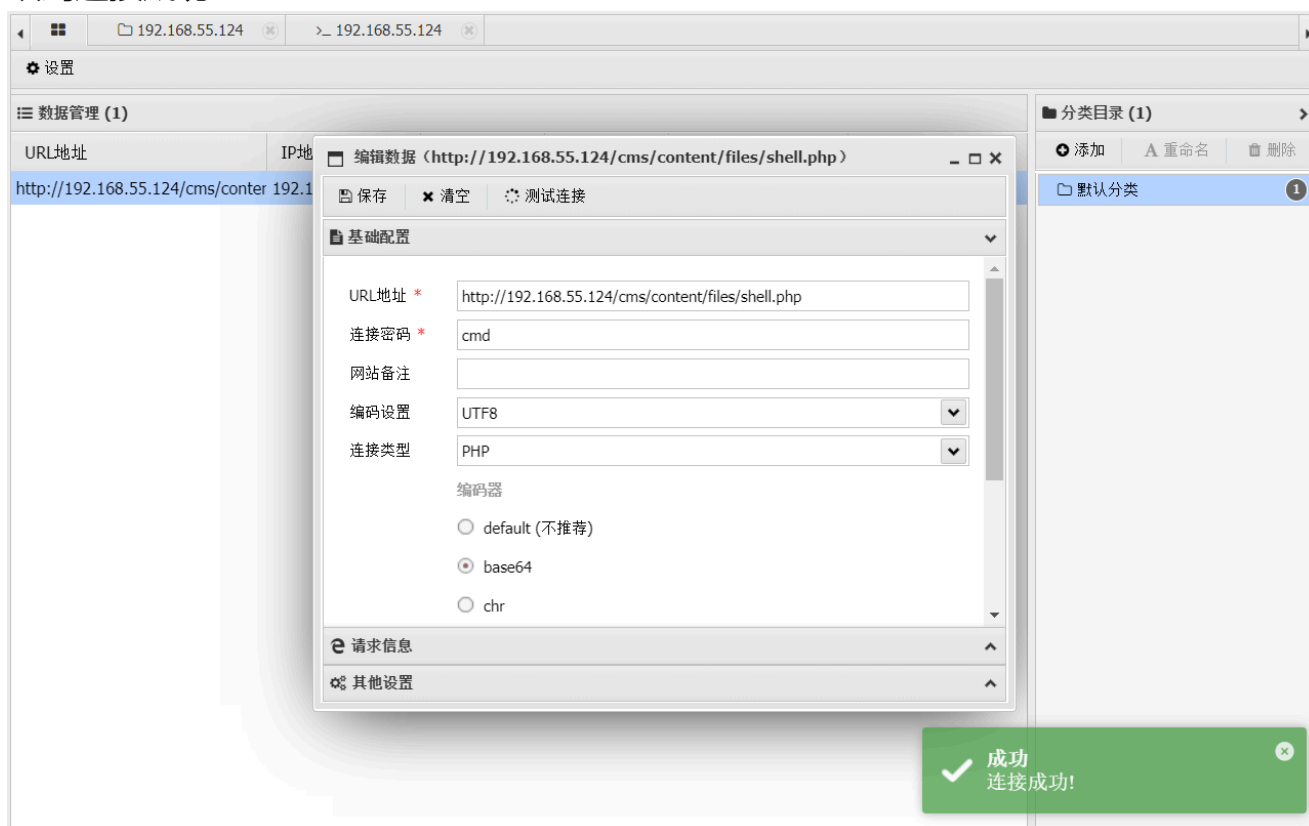 192.168.55.124 >_ 192.168.55.124
设置
数据管理 (1)
分类目录 (1)
URL地址 IP地
添加 A 重命名 删除
http://192.168.55.124/cms/conter 192.1
默认分类 1
编辑数据（http://192.168.55.124/cms/content/files/shell.php）
保存 清空 测试连接
基础配置
URL地址 * http://192.168.55.124/cms/content/files/shell.php
连接密码 * cmd
网站备注
编码设置 UTF8
连接类型 PHP
编码器
default (不推荐)
base64
chr
请求信息
其他设置
成功
连接成功!